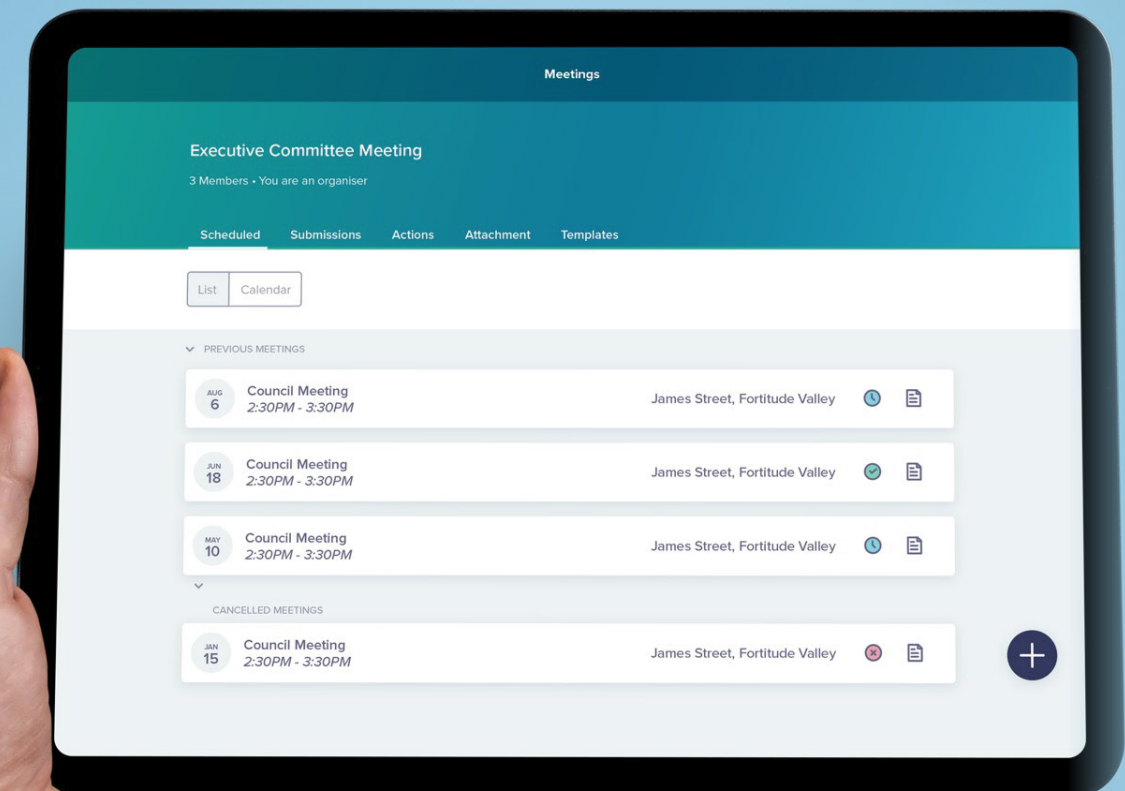 Meetings
Executive Committee Meeting
3 Members • You are an organiser
Scheduled Submissions Actions Attachment Templates
List Calendar
PREVIOUS MEETINGS
AUG
6
Council Meeting
2:30PM - 3:30PM
James Street, Fortitude Valley
JUN
18
Council Meeting
2:30PM - 3:30PM
James Street, Fortitude Valley
MAY
10
Council Meeting
2:30PM - 3:30PM
James Street, Fortitude Valley
CANCELLED MEETINGS
JAN
15
Council Meeting
2:30PM - 3:30PM
James Street, Fortitude Valley